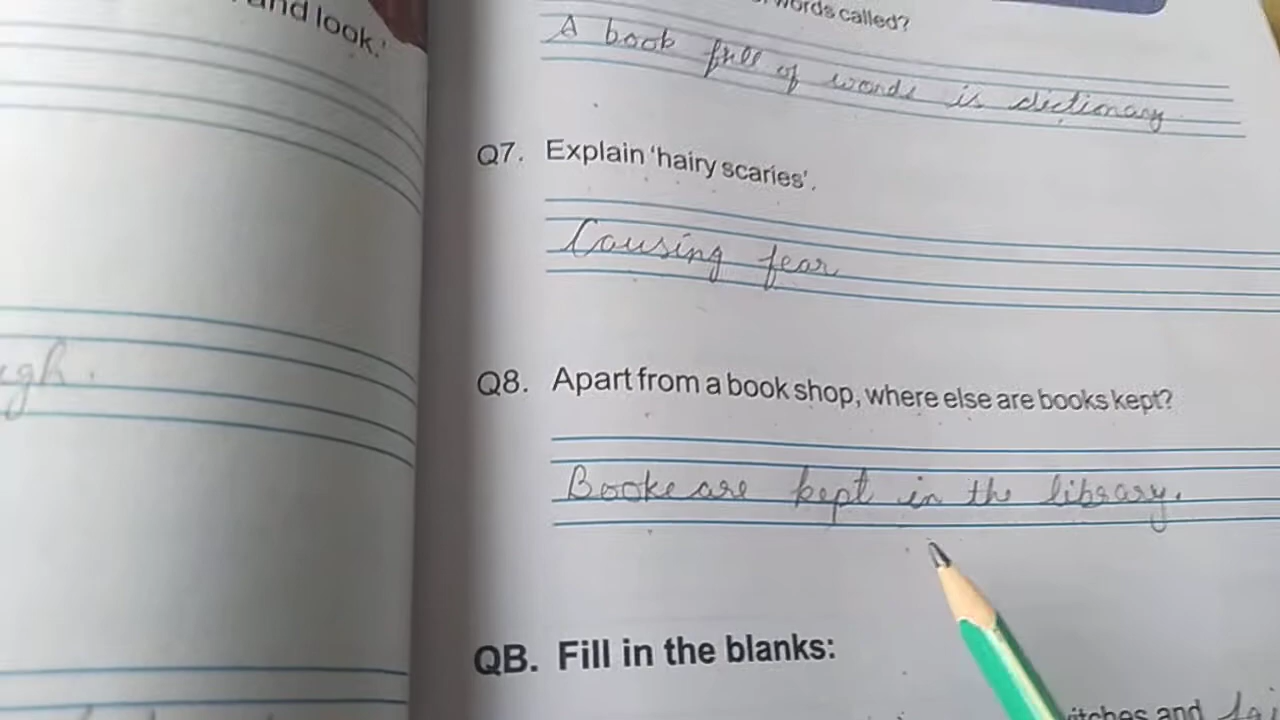 and look.'
words called?
A book full of words is dictionary
Q7. Explain 'hairy scaries'.
Causing fear
gh.
Q8. Apart from a book shop, where else are books kept?
Books are kept in the library.
QB. Fill in the blanks:
itches and